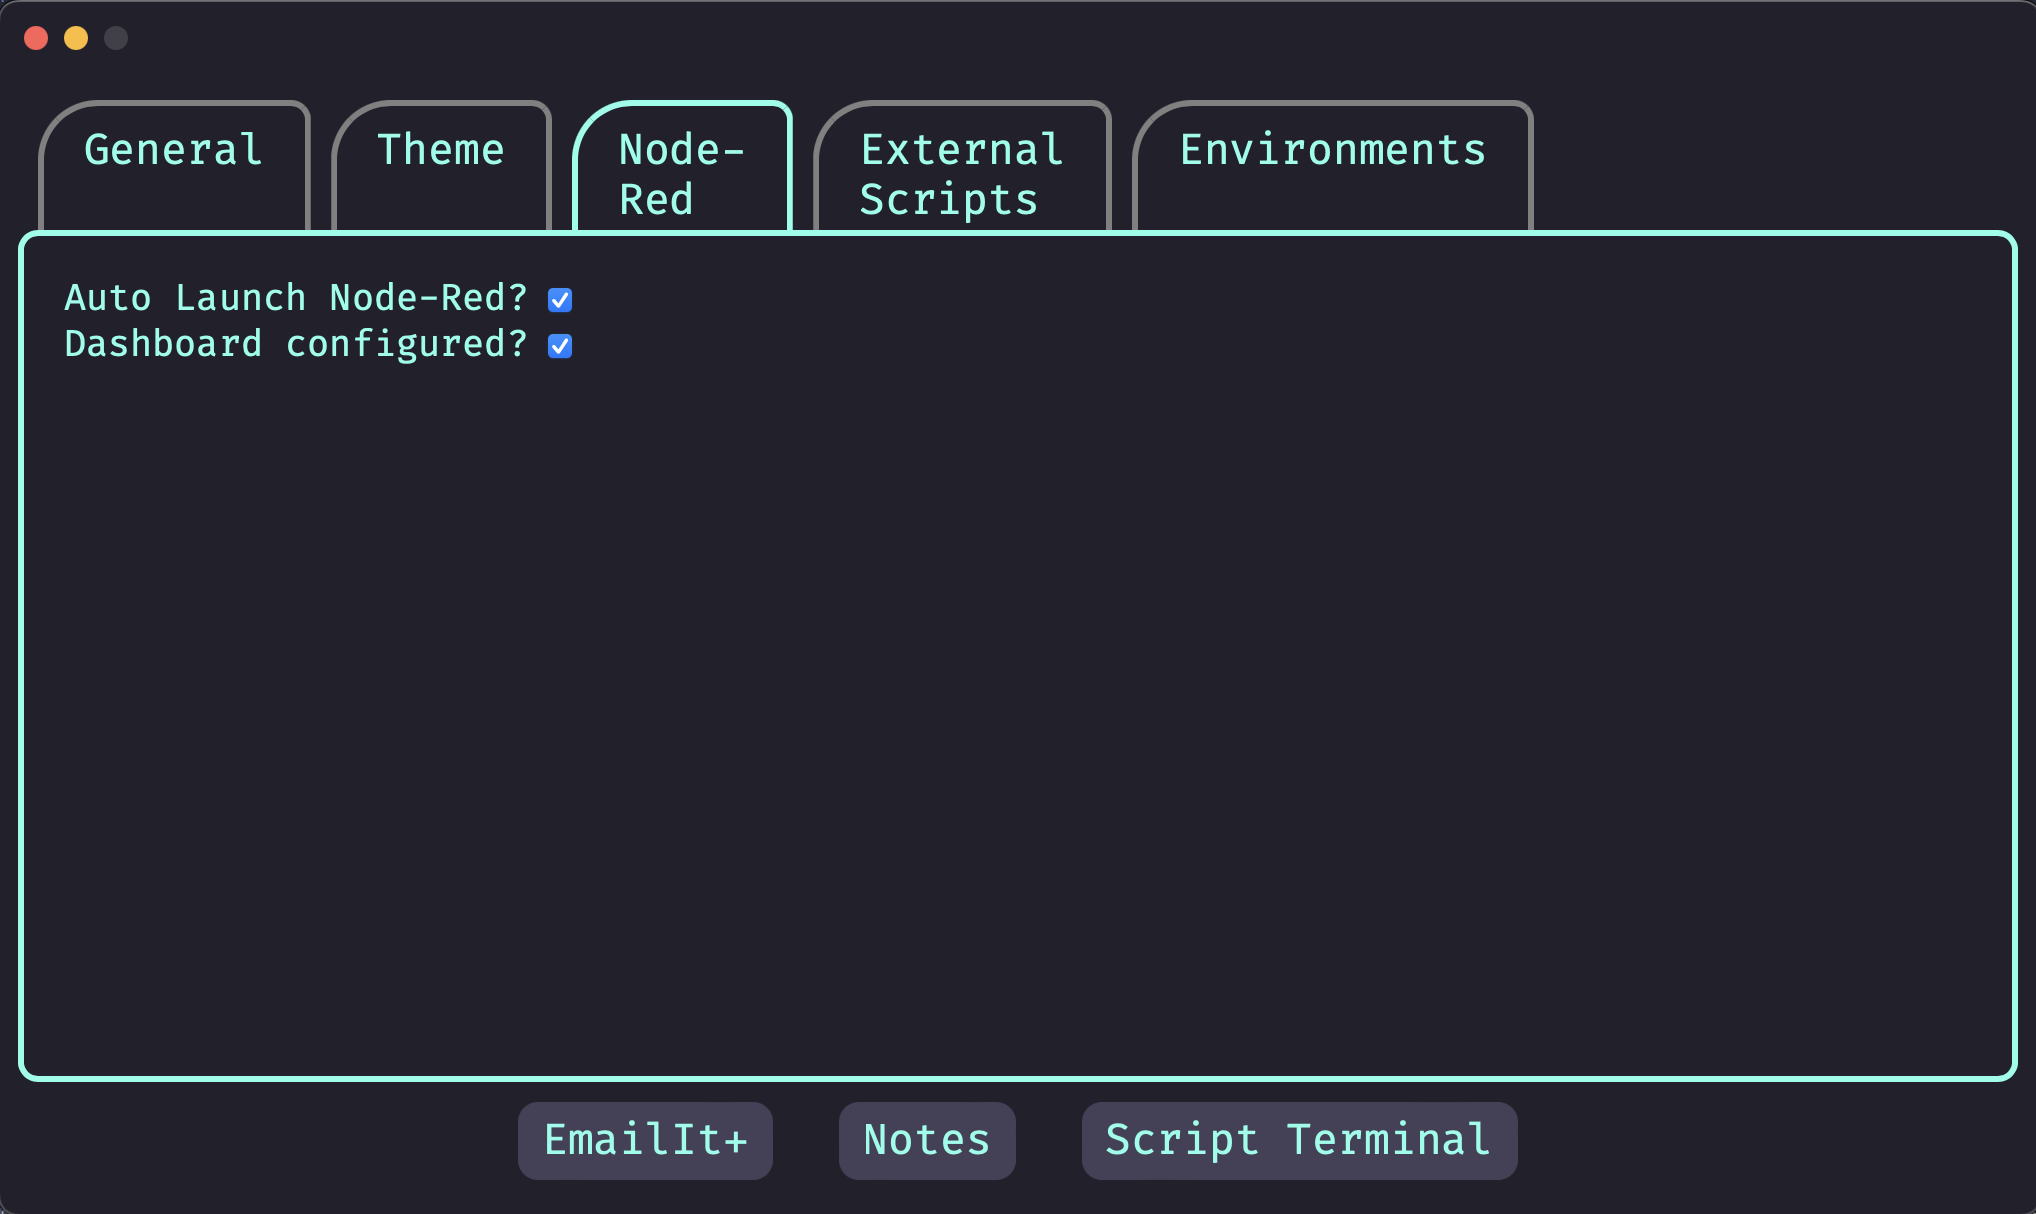 General
Theme
Node-
Red
External
Scripts
Environments
Auto Launch Node-Red?
Dashboard configured?
EmailIt+
Notes
Script Terminal